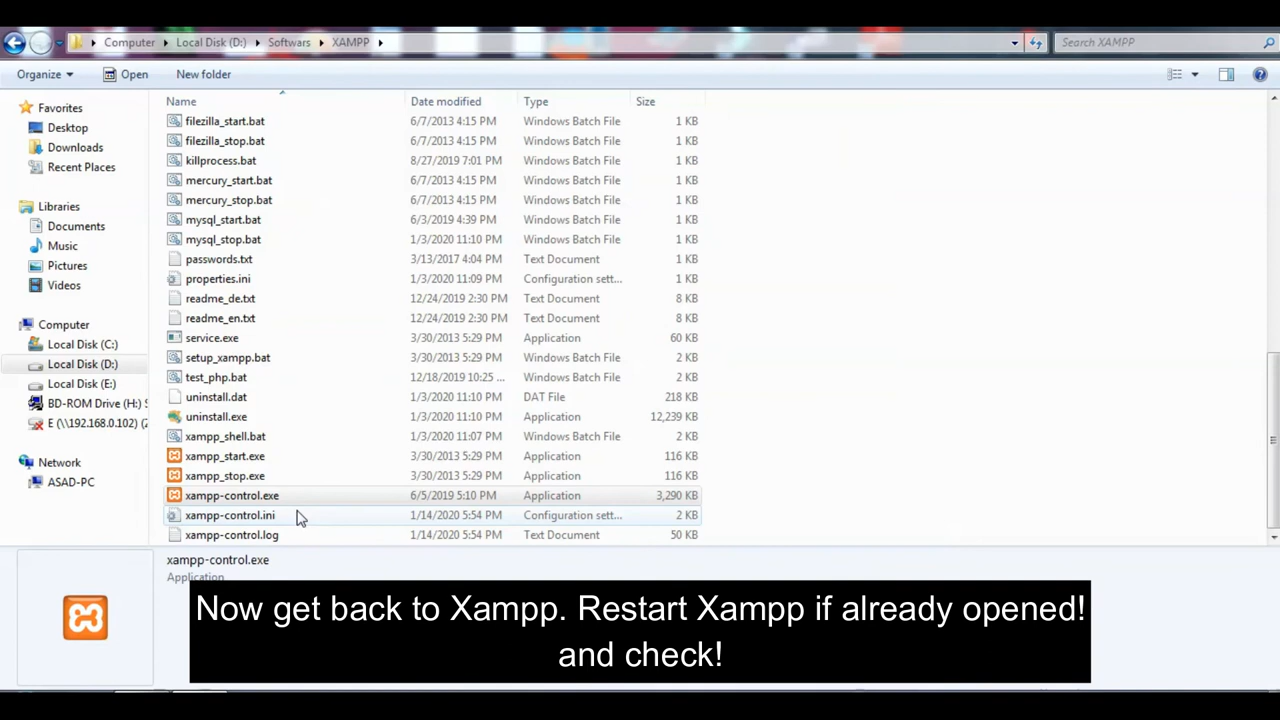 Computer Local Disk (D:) Softwars XAMPP
Search XAMPP
Organize Open New folder
Favorites
Desktop
Downloads
Recent Places
Libraries
Documents
Music
Pictures
Videos
Computer
Local Disk (C:)
Local Disk (D:)
Local Disk (E:)
BD-ROM Drive (H:) S
E (\\192.168.0.102) (Z
Network
ASAD-PC
Name Date modified Type Size
filezilla_start.bat 6/7/2013 4:15 PM Windows Batch File 1 KB
filezilla_stop.bat 6/7/2013 4:15 PM Windows Batch File 1 KB
killprocess.bat 8/27/2019 7:01 PM Windows Batch File 1 KB
mercury_start.bat 6/7/2013 4:15 PM Windows Batch File 1 KB
mercury_stop.bat 6/7/2013 4:15 PM Windows Batch File 1 KB
mysql_start.bat 6/3/2019 4:39 PM Windows Batch File 1 KB
mysql_stop.bat 1/3/2020 11:10 PM Windows Batch File 1 KB
passwords.txt 3/13/2017 4:04 PM Text Document 1 KB
properties.ini 1/3/2020 11:09 PM Configuration sett... 1 KB
readme_de.txt 12/24/2019 2:30 PM Text Document 8 KB
readme_en.txt 12/24/2019 2:30 PM Text Document 8 KB
service.exe 3/30/2013 5:29 PM Application 60 KB
setup_xampp.bat 3/30/2013 5:29 PM Windows Batch File 2 KB
test_php.bat 12/18/2019 10:25 ... Windows Batch File 2 KB
uninstall.dat 1/3/2020 11:10 PM DAT File 218 KB
uninstall.exe 1/3/2020 11:10 PM Application 12,239 KB
xampp_shell.bat 1/3/2020 11:07 PM Windows Batch File 2 KB
xampp_start.exe 3/30/2013 5:29 PM Application 116 KB
xampp_stop.exe 3/30/2013 5:29 PM Application 116 KB
xampp-control.exe 6/5/2019 5:10 PM Application 3,290 KB
xampp-control.ini 1/14/2020 5:54 PM Configuration sett... 2 KB
xampp-control.log 1/14/2020 5:54 PM Text Document 50 KB
xampp-control.exe
Application
Now get back to Xampp. Restart Xampp if already opened!
and check!